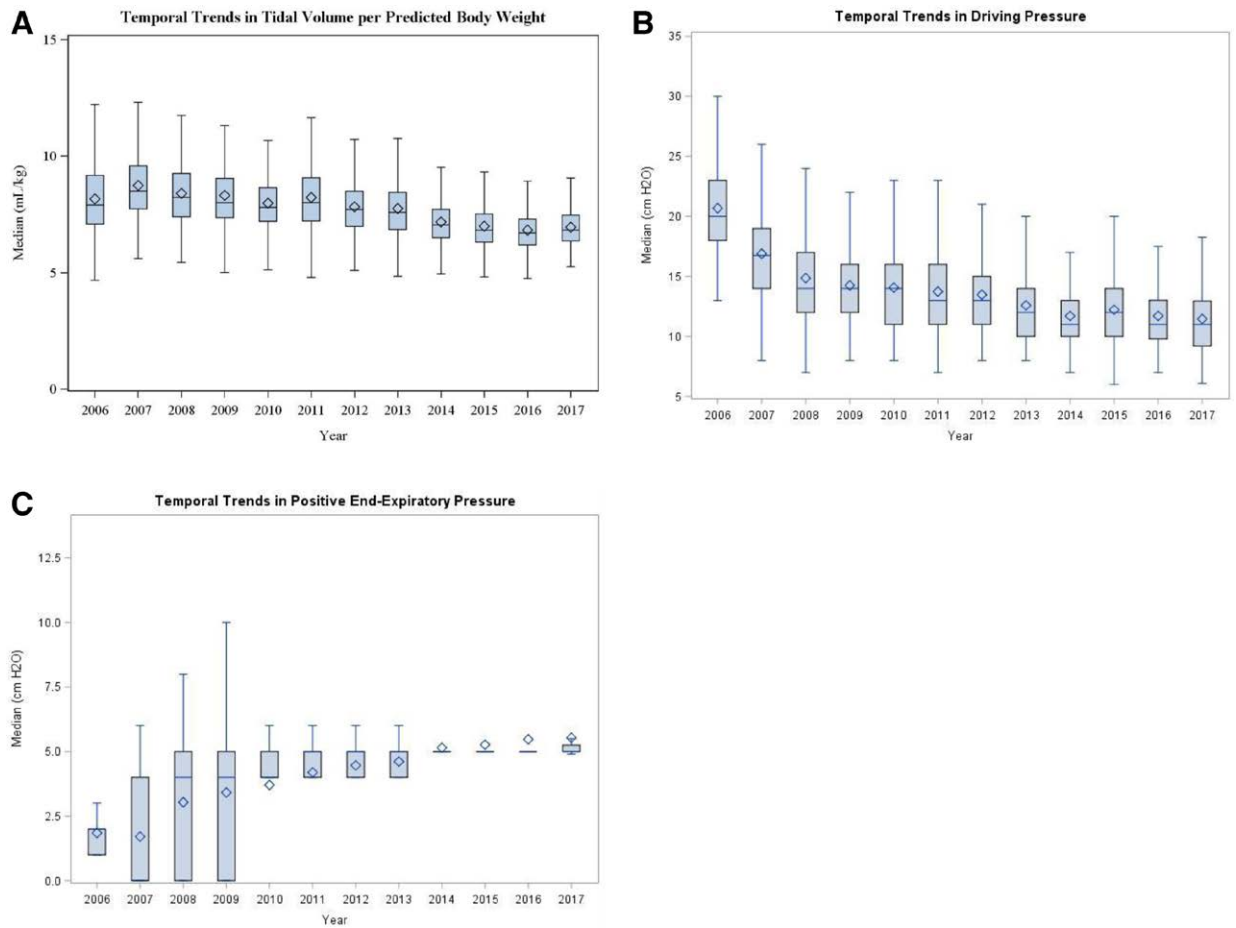 A
Temporal Trends in Tidal Volume per Predicted Body Weight
15
10
5
0
Median (mL/kg)
2006 2007 2008 2009 2010 2011 2012 2013 2014 2015 2016 2017
Year
B
Temporal Trends in Driving Pressure
35
30
25
20
15
10
5
Median (cm H2O)
2006 2007 2008 2009 2010 2011 2012 2013 2014 2015 2016 2017
Year
C
Temporal Trends in Positive End-Expiratory Pressure
12.5
10.0
7.5
5.0
2.5
0.0
Median (cm H2O)
2006 2007 2008 2009 2010 2011 2012 2013 2014 2015 2016 2017
Year